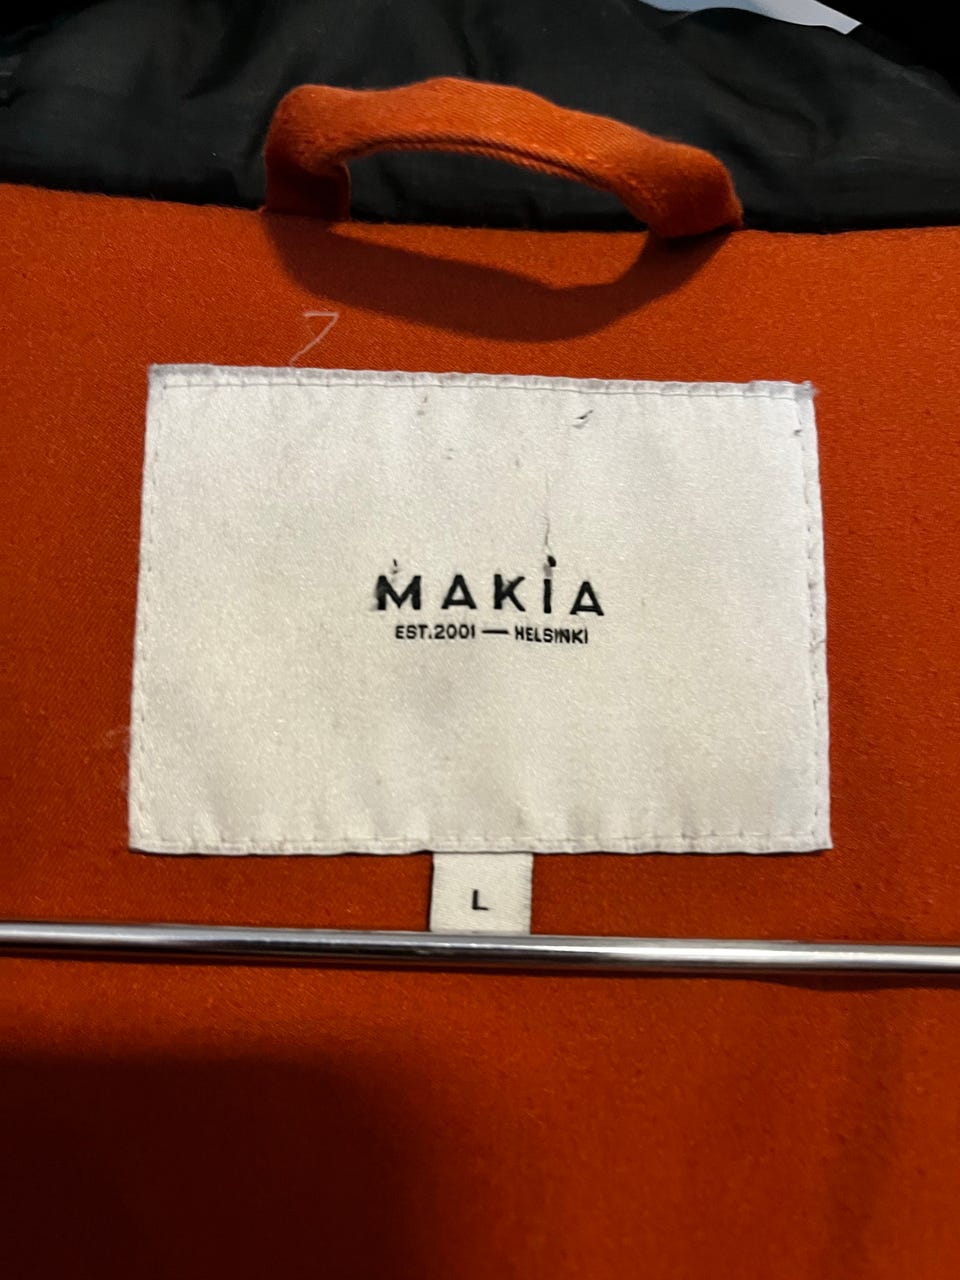 MAKIA
EST.2001 — HELSINKI
L